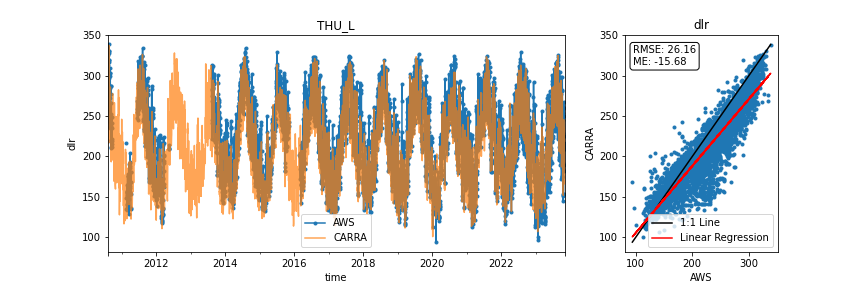 THU_L
dlr
350
300
250
200
150
100
2012
2014
2016
2018
2020
2022
time
AWS
CARRA
dlr
CARRA
350
300
250
200
150
100
RMSE: 26.16
ME: -15.68
1:1 Line
Linear Regression
100
200
300
AWS